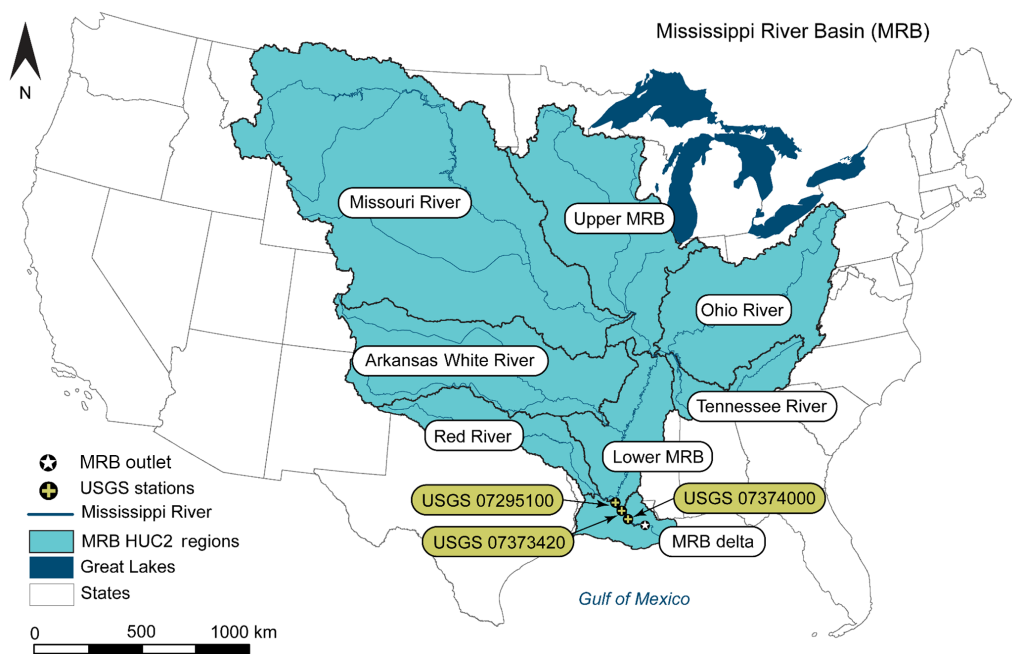 Mississippi River Basin (MRB)
N
Missouri River
Upper MRB
Ohio River
Arkansas White River
Tennessee River
Red River
Lower MRB
USGS 07295100
USGS 07374000
USGS 07373420
MRB delta
Gulf of Mexico
MRB outlet
USGS stations
Mississippi River
MRB HUC2 regions
Great Lakes
States
0 500 1000 km